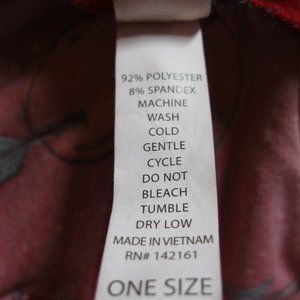 92% POLYESTER
8% SPANDEX
MACHINE
WASH
COLD
GENTLE
CYCLE
DO NOT
BLEACH
TUMBLE
DRY LOW
MADE IN VIETNAM
RN# 142161
ONE SIZE